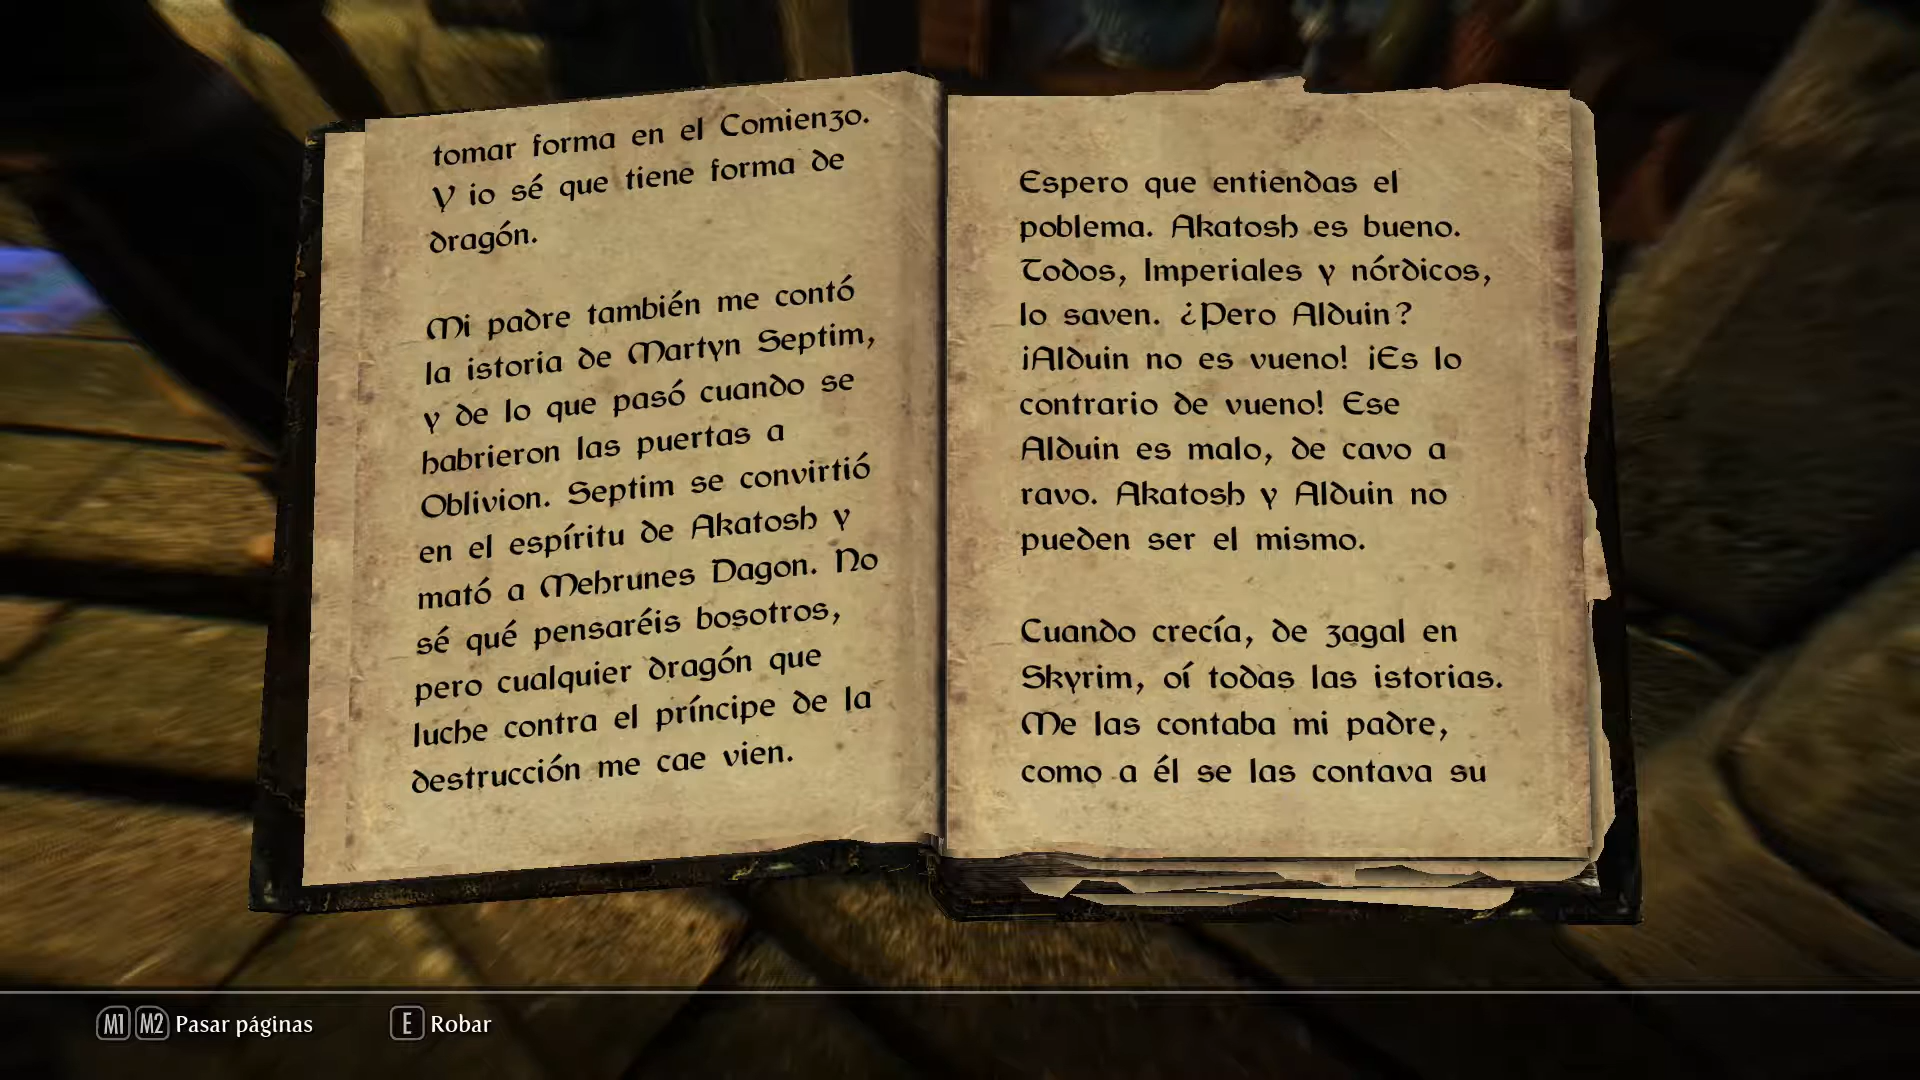 tomar forma en el Comienzo.
Y io sé que tiene forma de
dragón.
Mi padre también me contó
la istoria de Martyn Septim,
y de lo que pasó cuando se
habrieron las puertas a
Oblivion. Septim se convirtió
en el espíritu de Akatosh y
mató a Mehrunes Dagon. No
sé qué pensaréis bosotros,
pero cualquier dragón que
luche contra el príncipe de la
destrucción me cae vien.
Espero que entiendas el
poblema. Akatosh es bueno.
Todos, Imperiales y nórdicos,
lo saven. ¿Pero Alduin?
¡Alduin no es vueno! ¡Es lo
contrario de vueno! Ese
Alduin es malo, de cavo a
ravo. Akatosh y Alduin no
pueden ser el mismo.
Cuando crecía, de zagal en
Skyrim, oí todas las istorias.
Me las contaba mi padre,
como a él se las contava su
M1 M2 Pasar páginas E Robar